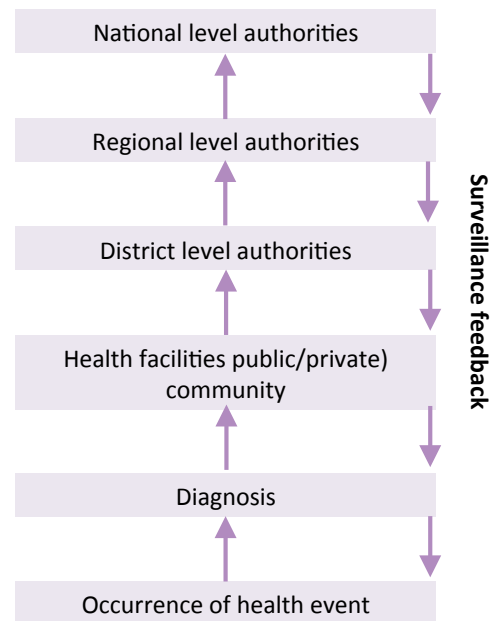 National level authorities
Regional level authorities
District level authorities
Health facilities public/private)
community
Diagnosis
Occurrence of health event
Surveillance feedback